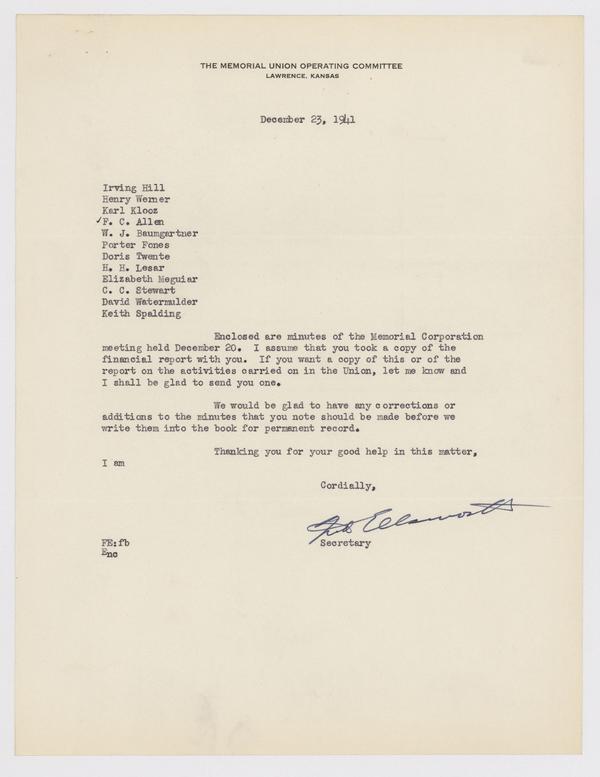 THE MEMORIAL UNION OPERATING COMMITTEE
LAWRENCE, KANSAS
December 23, 1941
Irving Hill
Henry Werner
Karl Klooz
✓F. C. Allen
W. J. Baumgartner
Porter Fones
Doris Twente
H. H. Lesar
Elizabeth Meguiar
C. C. Stewart
David Watermulder
Keith Spalding
Enclosed are minutes of the Memorial Corporation
meeting held December 20. I assume that you took a copy of the
financial report with you. If you want a copy of this or of the
report on the activities carried on in the Union, let me know and
I shall be glad to send you one.
We would be glad to have any corrections or
additions to the minutes that you note should be made before we
write them into the book for permanent record.
Thanking you for your good help in this matter,
I am
Cordially,
Ellsworth
FE:fb
Secretary
Enc